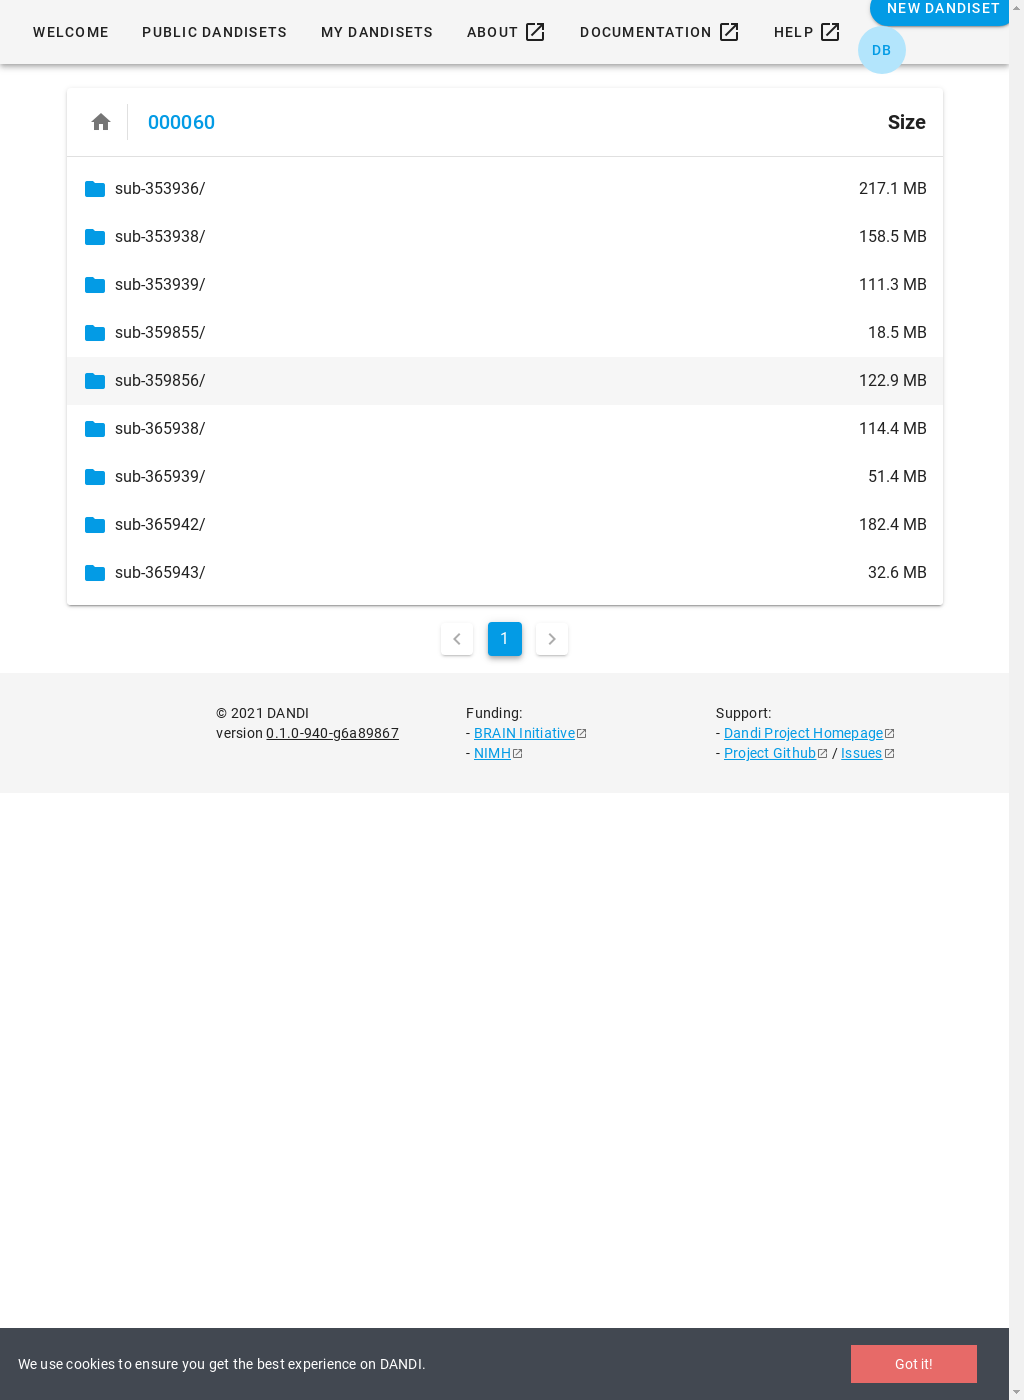 NEW DANDISET
WELCOME PUBLIC DANDISETS MY DANDISETS ABOUT DOCUMENTATION HELP
DB
000060 Size
sub-353936/ 217.1 MB
sub-353938/ 158.5 MB
sub-353939/ 111.3 MB
sub-359855/ 18.5 MB
sub-359856/ 122.9 MB
sub-365938/ 114.4 MB
sub-365939/ 51.4 MB
sub-365942/ 182.4 MB
sub-365943/ 32.6 MB
1
© 2021 DANDI
version 0.1.0-940-g6a89867
Funding:
- BRAIN Initiative
- NIMH
Support:
- Dandi Project Homepage
- Project Github / Issues
We use cookies to ensure you get the best experience on DANDI.
Got it!